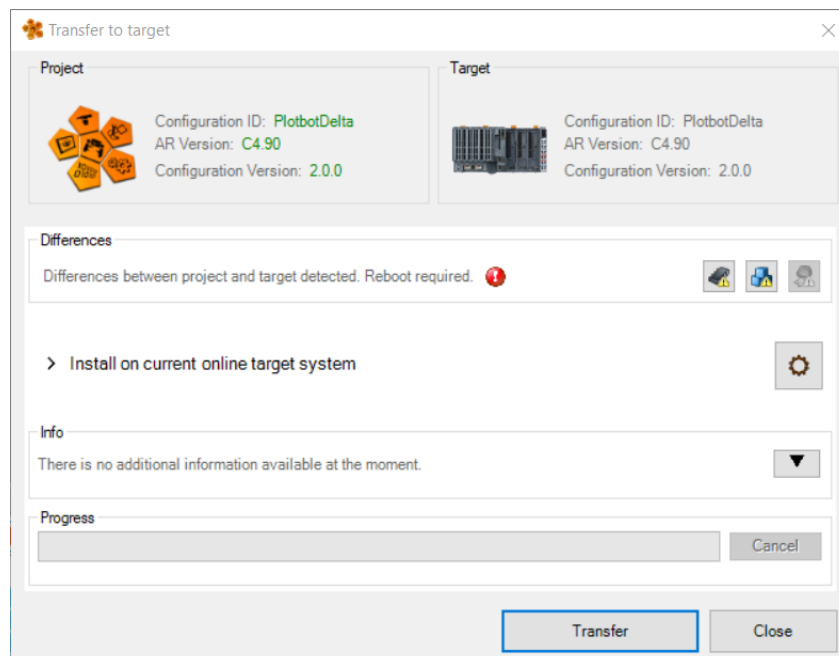 Transfer to target
Project
Configuration ID: PlotbotDelta
AR Version: C4.90
Configuration Version: 2.0.0
Target
Configuration ID: PlotbotDelta
AR Version: C4.90
Configuration Version: 2.0.0
Differences
Differences between project and target detected. Reboot required.
Install on current online target system
Info
There is no additional information available at the moment.
Progress
Cancel
Transfer
Close